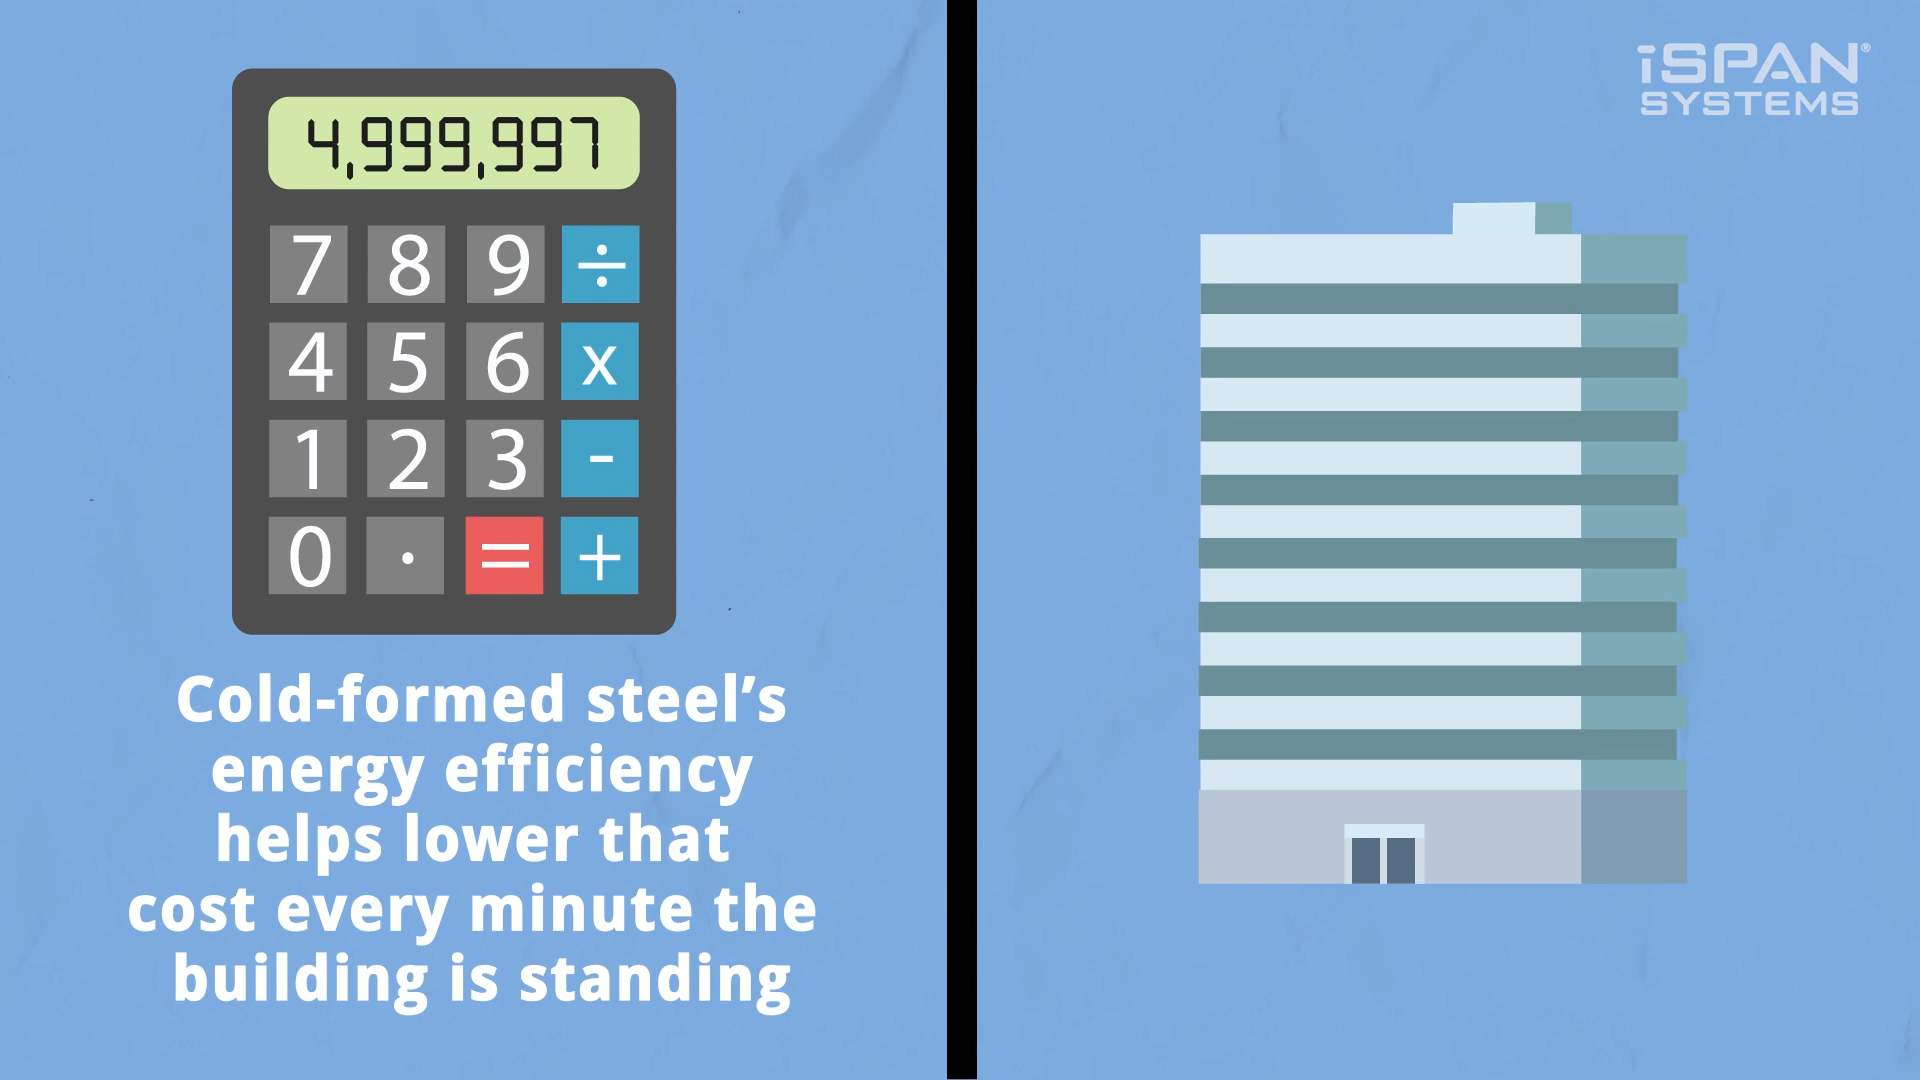 4,999,997
7 8 9 ÷
4 5 6 x
1 2 3 -
0 · = +
Cold-formed steel’s
energy efficiency
helps lower that
cost every minute the
building is standing
iSPAN®
SYSTEMS